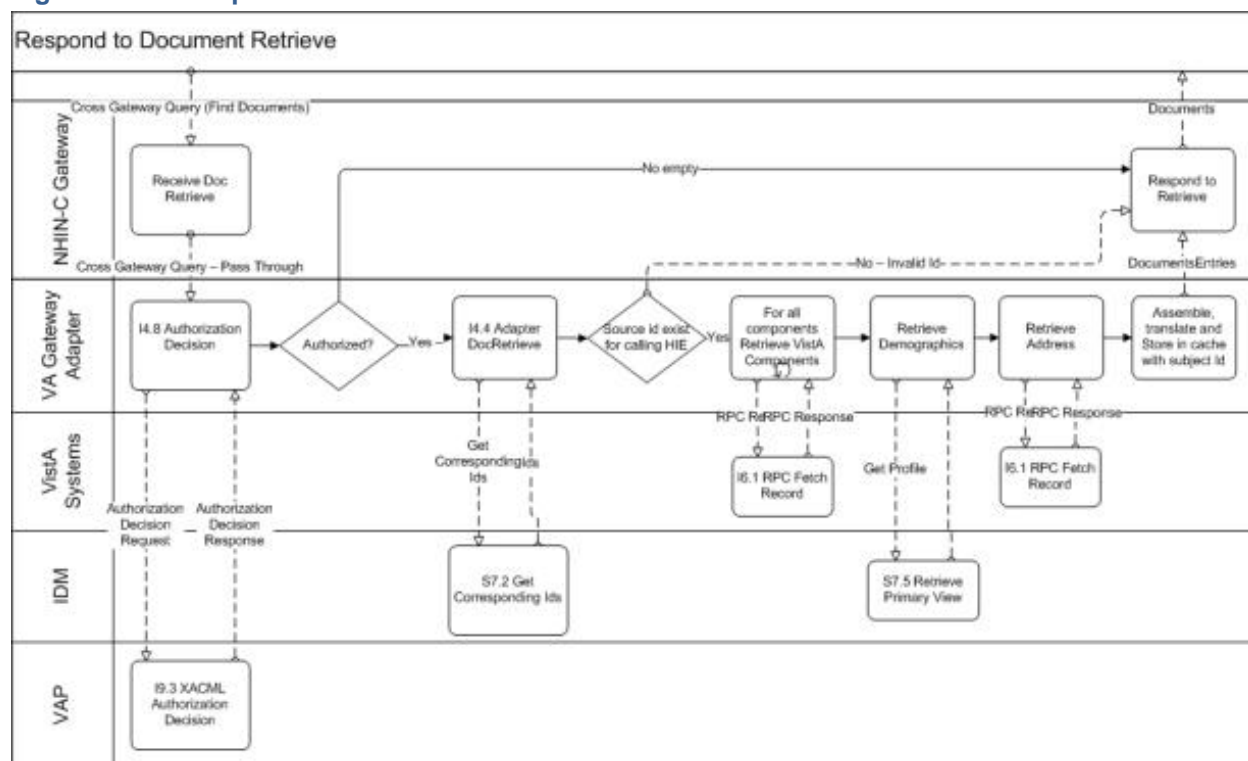 Respond to Document Retrieve
Cross Gateway Query (Find Documents)
Documents
NHIN-C Gateway
Receive Doc
Retrieve
No empty
Respond to
Retrieve
Cross Gateway Query – Pass Through
No – Invalid Id
DocumentsEntries
VA Gateway
Adapter
I4.8 Authorization
Decision
Authorized?
Yes
I4.4 Adapter
DocRetrieve
Source id exist
for calling HIE
Yes
For all
components
Retrieve VistA
Components
Retrieve
Demographics
Retrieve
Address
Assemble,
translate and
Store in cache
with subject Id
VistA
Systems
Get
Corresponding
Ids
Ids
RPC
RPC Response
I6.1 RPC Fetch
Record
Get Profile
RPC
RPC Response
I6.1 RPC Fetch
Record
Authorization
Decision
Request
Authorization
Decision
Response
IDM
S7.2 Get
Corresponding Ids
S7.5 Retrieve
Primary View
VAP
I9.3 XACML
Authorization
Decision